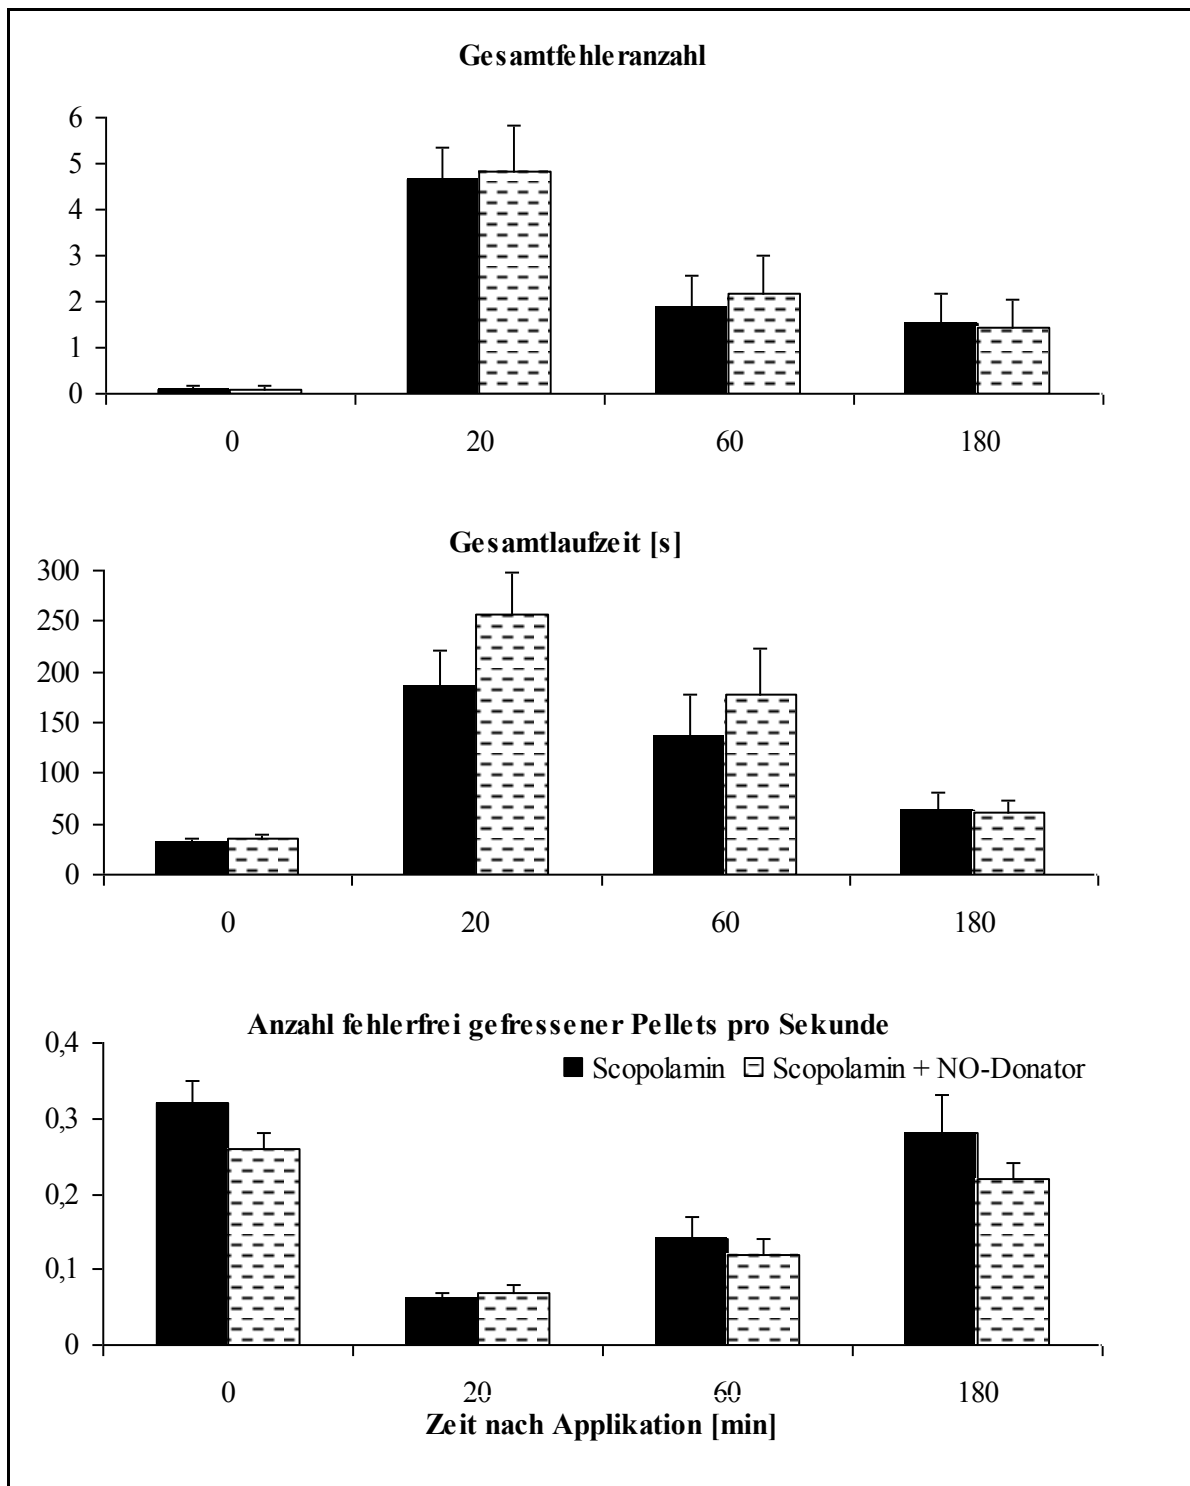 Gesamtfehleranzahl
6
5
4
3
2
1
0
0 20 60 180
Gesamtlaufzeit [s]
300
250
200
150
100
50
0
0 20 60 180
Anzahl fehlerfrei gefressener Pellets pro Sekunde
0,4
Scopolamin Scopolamin + NO-Donator
0,3
0,2
0,1
0
0 20 60 180
Zeit nach Applikation [min]